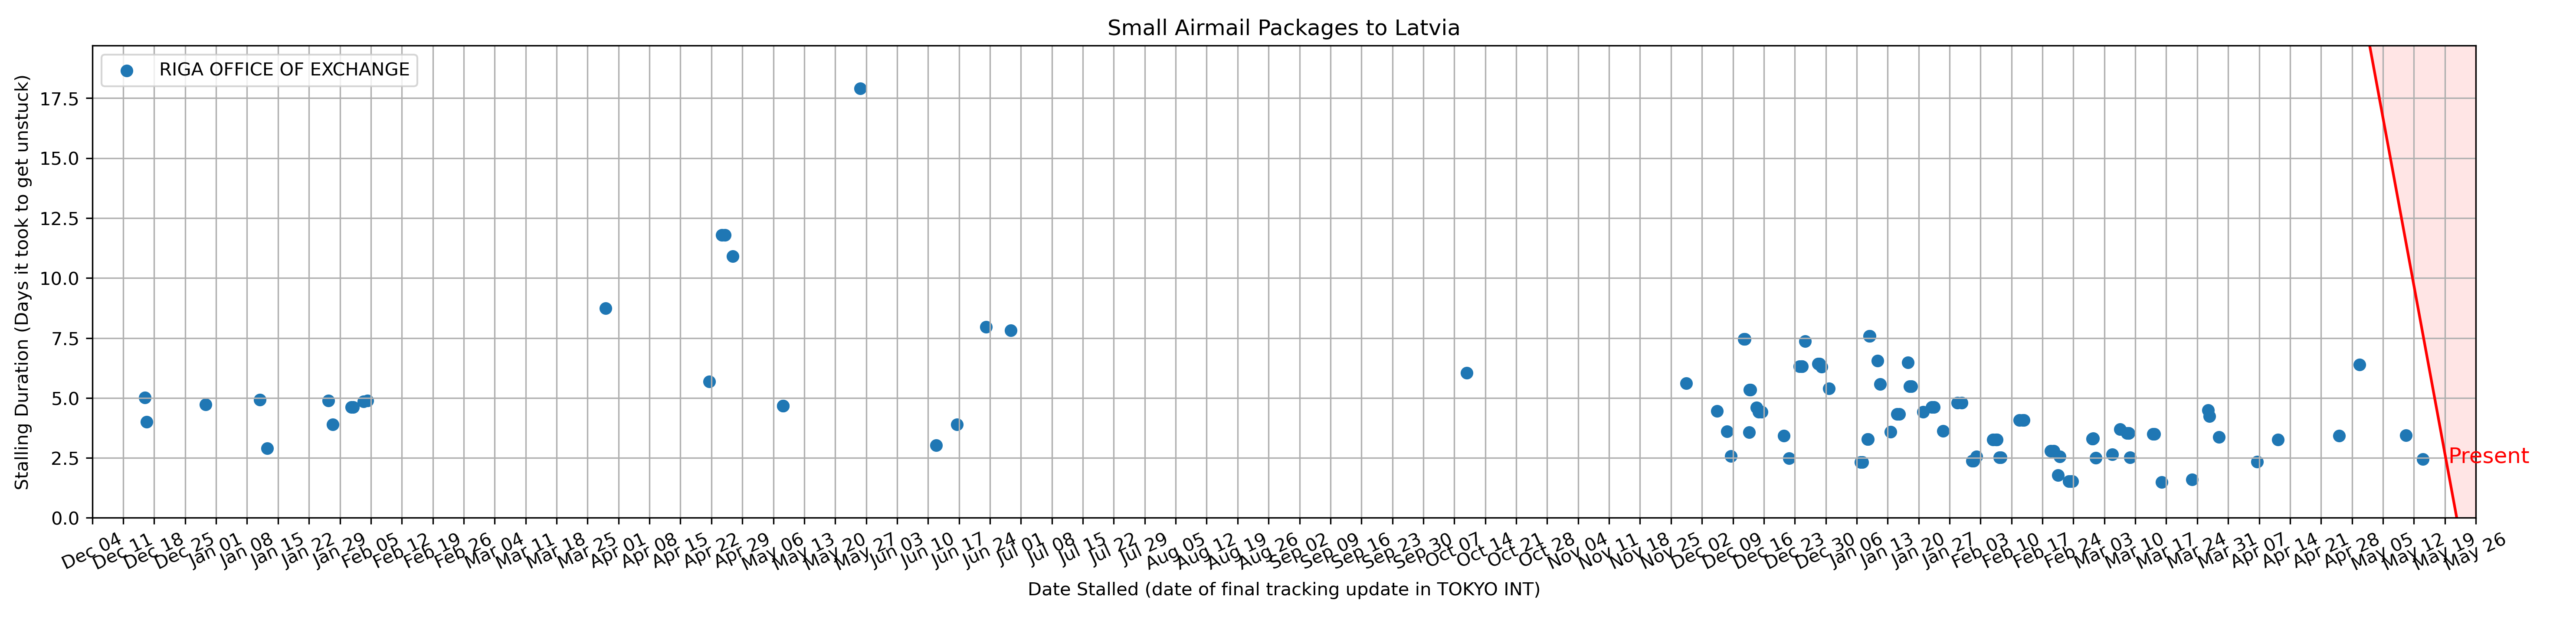 Small Airmail Packages to Latvia
RIGA OFFICE OF EXCHANGE
Stalling Duration (Days it took to get unstuck)
17.5
15.0
12.5
10.0
7.5
5.0
2.5
0.0
Present
Dec 04
Dec 11
Dec 18
Dec 25
Jan 01
Jan 08
Jan 15
Jan 22
Jan 29
Feb 05
Feb 12
Feb 19
Feb 26
Mar 04
Mar 11
Mar 18
Mar 25
Apr 01
Apr 08
Apr 15
Apr 22
Apr 29
May 06
May 13
May 20
May 27
Jun 03
Jun 10
Jun 17
Jun 24
Jul 01
Jul 08
Jul 15
Jul 22
Jul 29
Aug 05
Aug 12
Aug 19
Aug 26
Sep 02
Sep 09
Sep 16
Sep 23
Sep 30
Oct 07
Oct 14
Oct 21
Oct 28
Nov 04
Nov 11
Nov 18
Nov 25
Dec 02
Dec 09
Dec 16
Dec 23
Dec 30
Jan 06
Jan 13
Jan 20
Jan 27
Feb 03
Feb 10
Feb 17
Feb 24
Mar 03
Mar 10
Mar 17
Mar 24
Mar 31
Apr 07
Apr 14
Apr 21
Apr 28
May 05
May 12
May 19
May 26
Date Stalled (date of final tracking update in TOKYO INT)